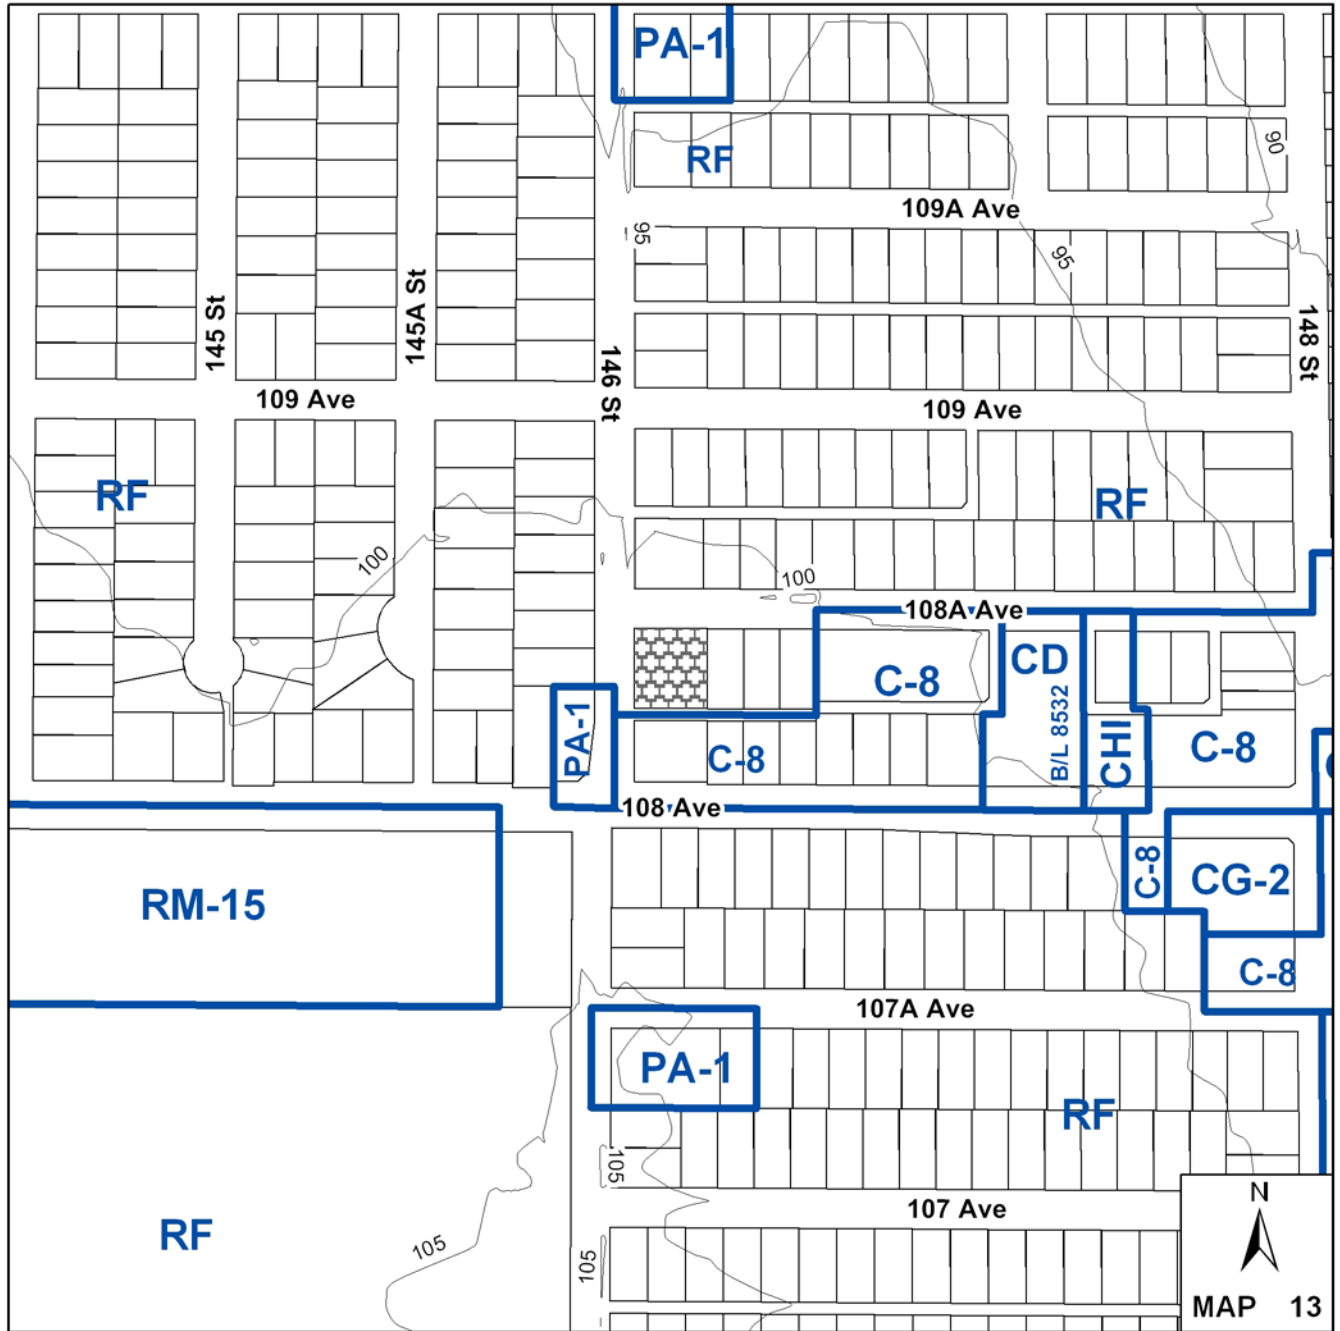 PA-1
RF
90
109A Ave
95
95
145 St
145A St
146 St
148 St
109 Ave
109 Ave
RF
RF
100
100
108A Ave
C-8
CD
B/L 8532
CHI
C-8
PA-1
C-8
108 Ave
RM-15
C-8
CG-2
C-8
107A Ave
PA-1
RF
105
107 Ave
RF
105
105
N
MAP 13